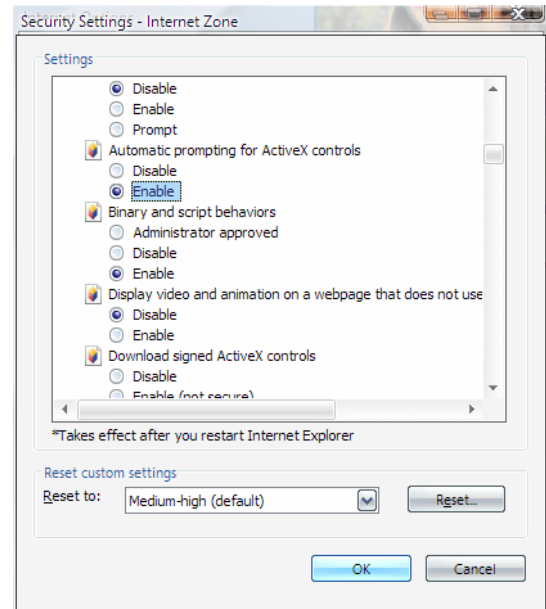 Security Settings - Internet Zone
Settings
Disable
Enable
Prompt
Automatic prompting for ActiveX controls
Disable
Enable
Binary and script behaviors
Administrator approved
Disable
Enable
Display video and animation on a webpage that does not use
Disable
Enable
Download signed ActiveX controls
Disable
Enable (not secure)
*Takes effect after you restart Internet Explorer
Reset custom settings
Reset to: Medium-high (default) Reset...
OK Cancel